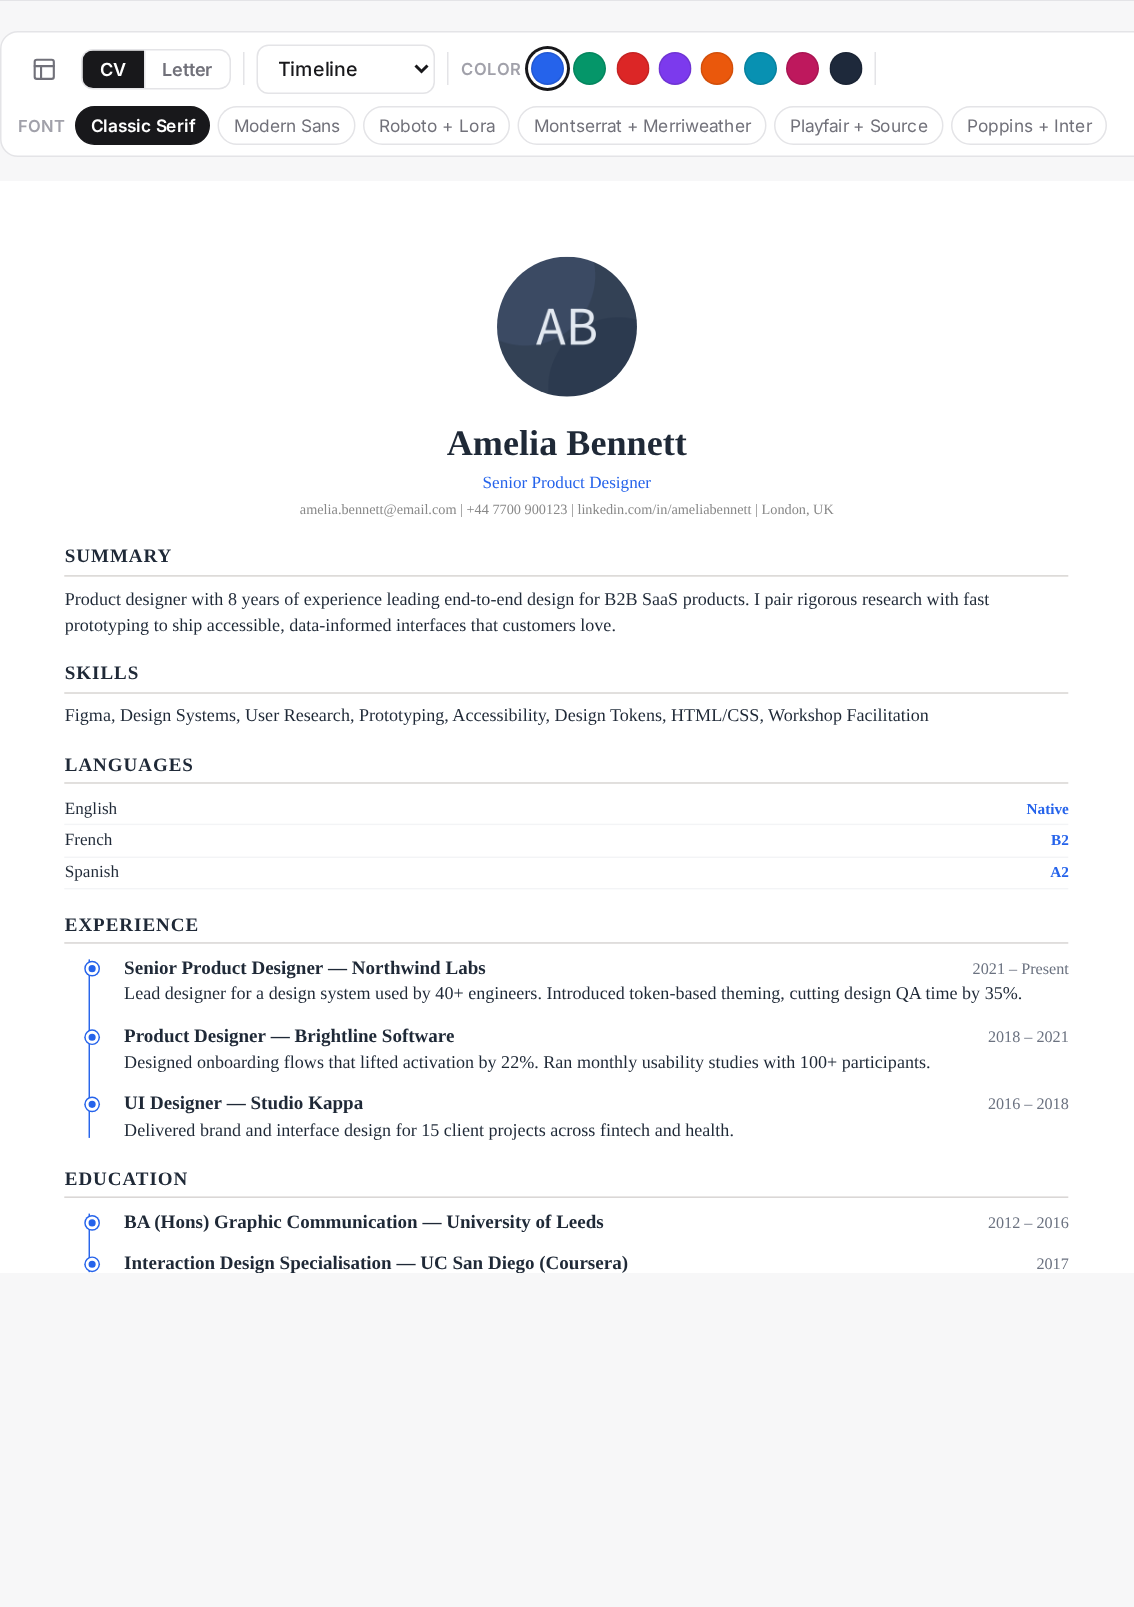 CV Letter Timeline COLOR
FONT Classic Serif Modern Sans Roboto + Lora Montserrat + Merriweather Playfair + Source Poppins + Inter
AB
Amelia Bennett
Senior Product Designer
amelia.bennett@email.com | +44 7700 900123 | linkedin.com/in/ameliabennett | London, UK
SUMMARY
Product designer with 8 years of experience leading end-to-end design for B2B SaaS products. I pair rigorous research with fast
prototyping to ship accessible, data-informed interfaces that customers love.
SKILLS
Figma, Design Systems, User Research, Prototyping, Accessibility, Design Tokens, HTML/CSS, Workshop Facilitation
LANGUAGES
English Native
French B2
Spanish A2
EXPERIENCE
Senior Product Designer — Northwind Labs 2021 – Present
Lead designer for a design system used by 40+ engineers. Introduced token-based theming, cutting design QA time by 35%.
Product Designer — Brightline Software 2018 – 2021
Designed onboarding flows that lifted activation by 22%. Ran monthly usability studies with 100+ participants.
UI Designer — Studio Kappa 2016 – 2018
Delivered brand and interface design for 15 client projects across fintech and health.
EDUCATION
BA (Hons) Graphic Communication — University of Leeds 2012 – 2016
Interaction Design Specialisation — UC San Diego (Coursera) 2017